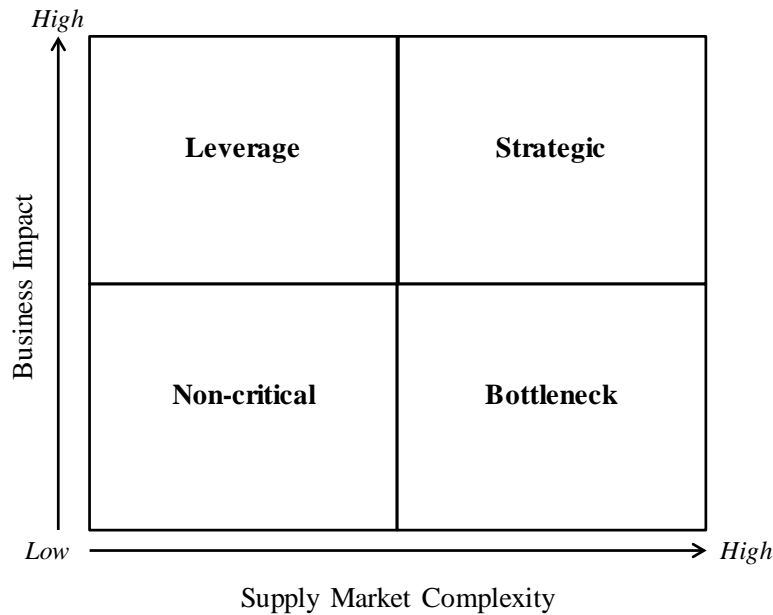 High
Leverage
Strategic
Business Impact
Non-critical
Bottleneck
Low
High
Supply Market Complexity